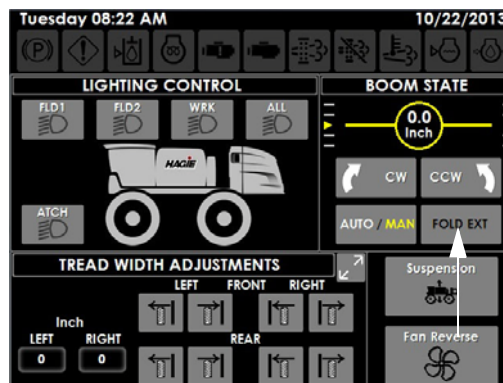 Tuesday 08:22 AM 10/22/2013
LIGHTING CONTROL
BOOM STATE
FLD1 FLD2 WRK ALL
0.0
Inch
HAGIE
CW CCW
ATCH
AUTO / MAN FOLD EXT
TREAD WIDTH ADJUSTMENTS
Suspension
LEFT FRONT RIGHT
Inch
LEFT RIGHT
REAR
0 0
Fan Reverse